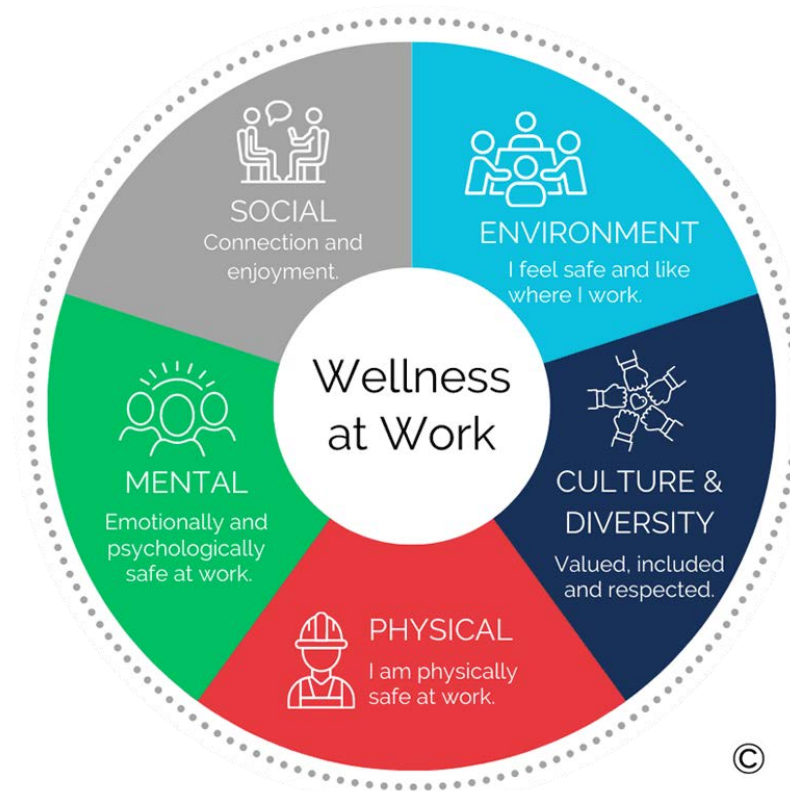 SOCIAL
Connection and
enjoyment.
ENVIRONMENT
I feel safe and like
where I work.
Wellness
at Work
MENTAL
Emotionally and
psychologically
safe at work.
CULTURE &
DIVERSITY
Valued, included
and respected.
PHYSICAL
I am physically
safe at work.
©